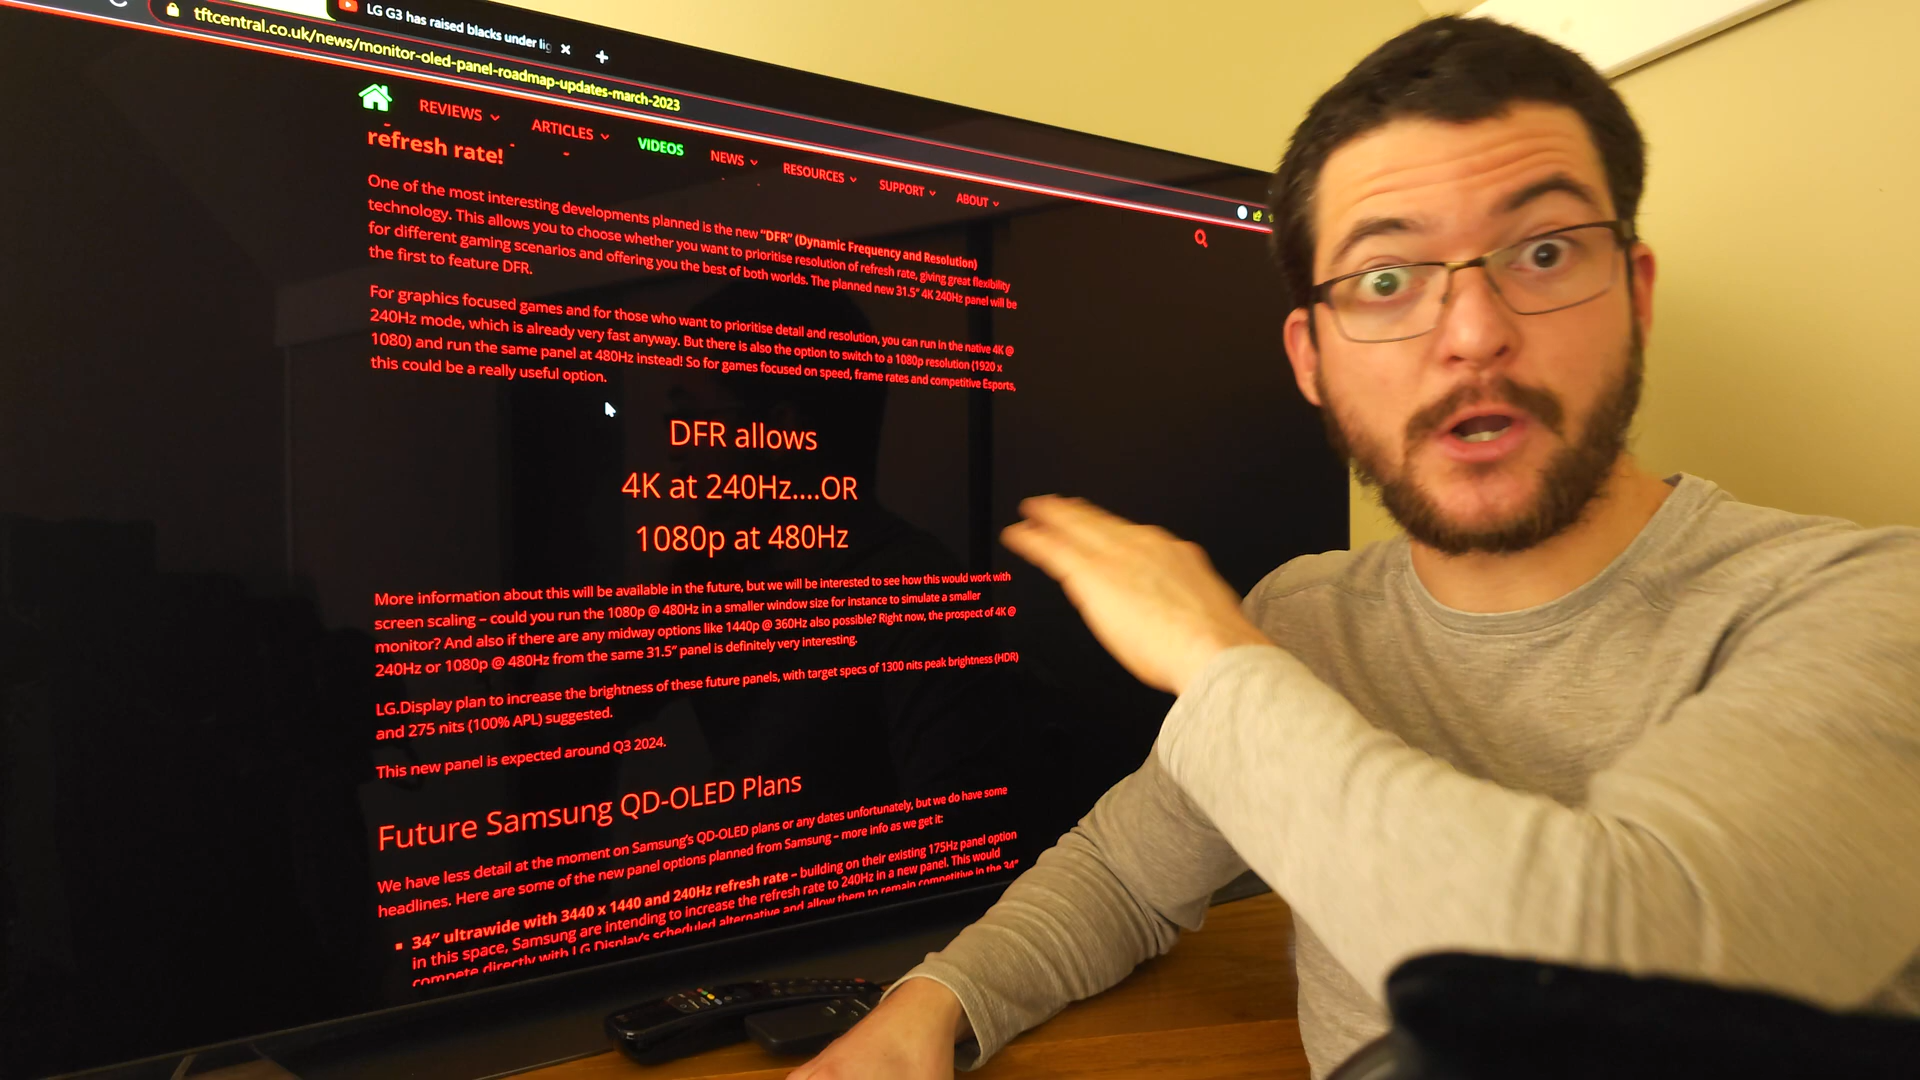 LG G3 has raised blacks under lig
tftcentral.co.uk/news/monitor-oled-panel-roadmap-updates-march-2023
REVIEWS ARTICLES VIDEOS NEWS RESOURCES SUPPORT ABOUT
refresh rate!
One of the most interesting developments planned is the new “DFR” (Dynamic Frequency and Resolution)
technology. This allows you to choose whether you want to prioritise resolution of refresh rate, giving great flexibility
for different gaming scenarios and offering you the best of both worlds. The planned new 31.5” 4K 240Hz panel will be
the first to feature DFR.
For graphics focused games and for those who want to prioritise detail and resolution, you can run in the native 4K @
240Hz mode, which is already very fast anyway. But there is also the option to switch to a 1080p resolution (1920 x
1080) and run the same panel at 480Hz instead! So for games focused on speed, frame rates and competitive Esports,
this could be a really useful option.
DFR allows
4K at 240Hz....OR
1080p at 480Hz
More information about this will be available in the future, but we will be interested to see how this would work with
screen scaling – could you run the 1080p @ 480Hz in a smaller window size for instance to simulate a smaller
monitor? And also if there are any midway options like 1440p @ 360Hz also possible? Right now, the prospect of 4K @
240Hz or 1080p @ 480Hz from the same 31.5” panel is definitely very interesting.
LG.Display plan to increase the brightness of these future panels, with target specs of 1300 nits peak brightness (HDR)
and 275 nits (100% APL) suggested.
This new panel is expected around Q3 2024.
Future Samsung QD-OLED Plans
We have less detail at the moment on Samsung’s QD-OLED plans or any dates unfortunately, but we do have some
headlines. Here are some of the new panel options planned from Samsung – more info as we get it:
34” ultrawide with 3440 x 1440 and 240Hz refresh rate – building on their existing 175Hz panel option
in this space, Samsung are intending to increase the refresh rate to 240Hz in a new panel. This would
compete directly with LG.Display’s scheduled alternative and allow them to remain competitive in the 34”